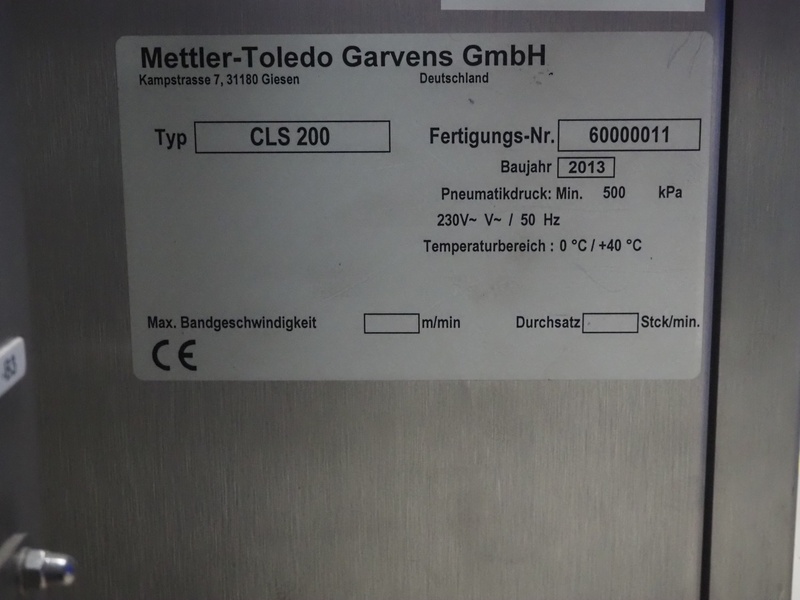 Mettler-Toledo Garvens GmbH
Kampstrasse 7, 31180 Giesen Deutschland
Typ CLS 200 Fertigungs-Nr. 60000011
Baujahr 2013
Pneumatikdruck: Min. 500 kPa
230V~ V~ / 50 Hz
Temperaturbereich : 0 °C / +40 °C
Max. Bandgeschwindigkeit m/min Durchsatz Stck/min.
CE